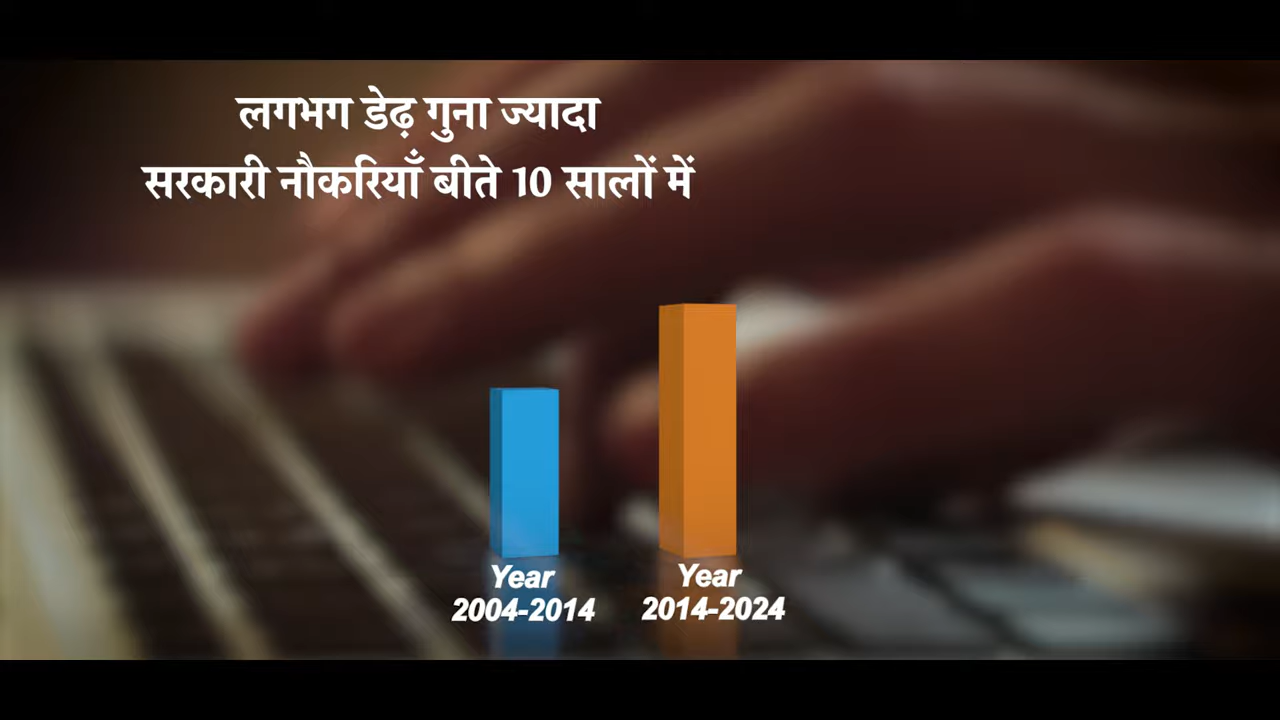 लगभग डेढ़ गुना ज्यादा
सरकारी नौकरियाँ बीते 10 सालों में
Year
2004-2014
Year
2014-2024